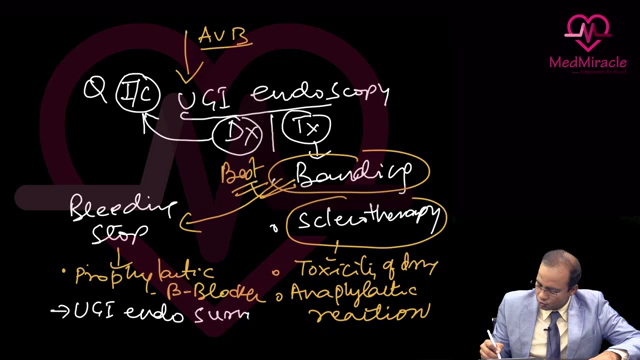 AVB
MedMiracle
Q I/C UGI endoscopy
Dx Tx
Best Banding
Bleeding
Stop
• Sclerotherapy
• Prophylactic
- β-Blocker
→ UGI endo surv
• Toxicity of drug
• Anaphylactic
reaction